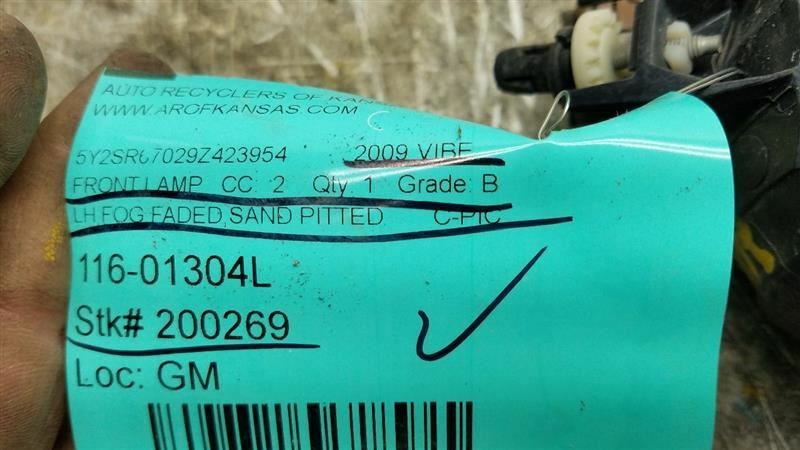 AUTO RECYCLERS OF KAN
WWW.AROFKANSAS.COM
5Y2SR67029Z423954 2009 VIBE
FRONT LAMP CC: 2 Qty: 1 Grade: B
LH FOG FADED,SAND PITTED C-PIC
116-01304L
Stk# 200269
Loc: GM